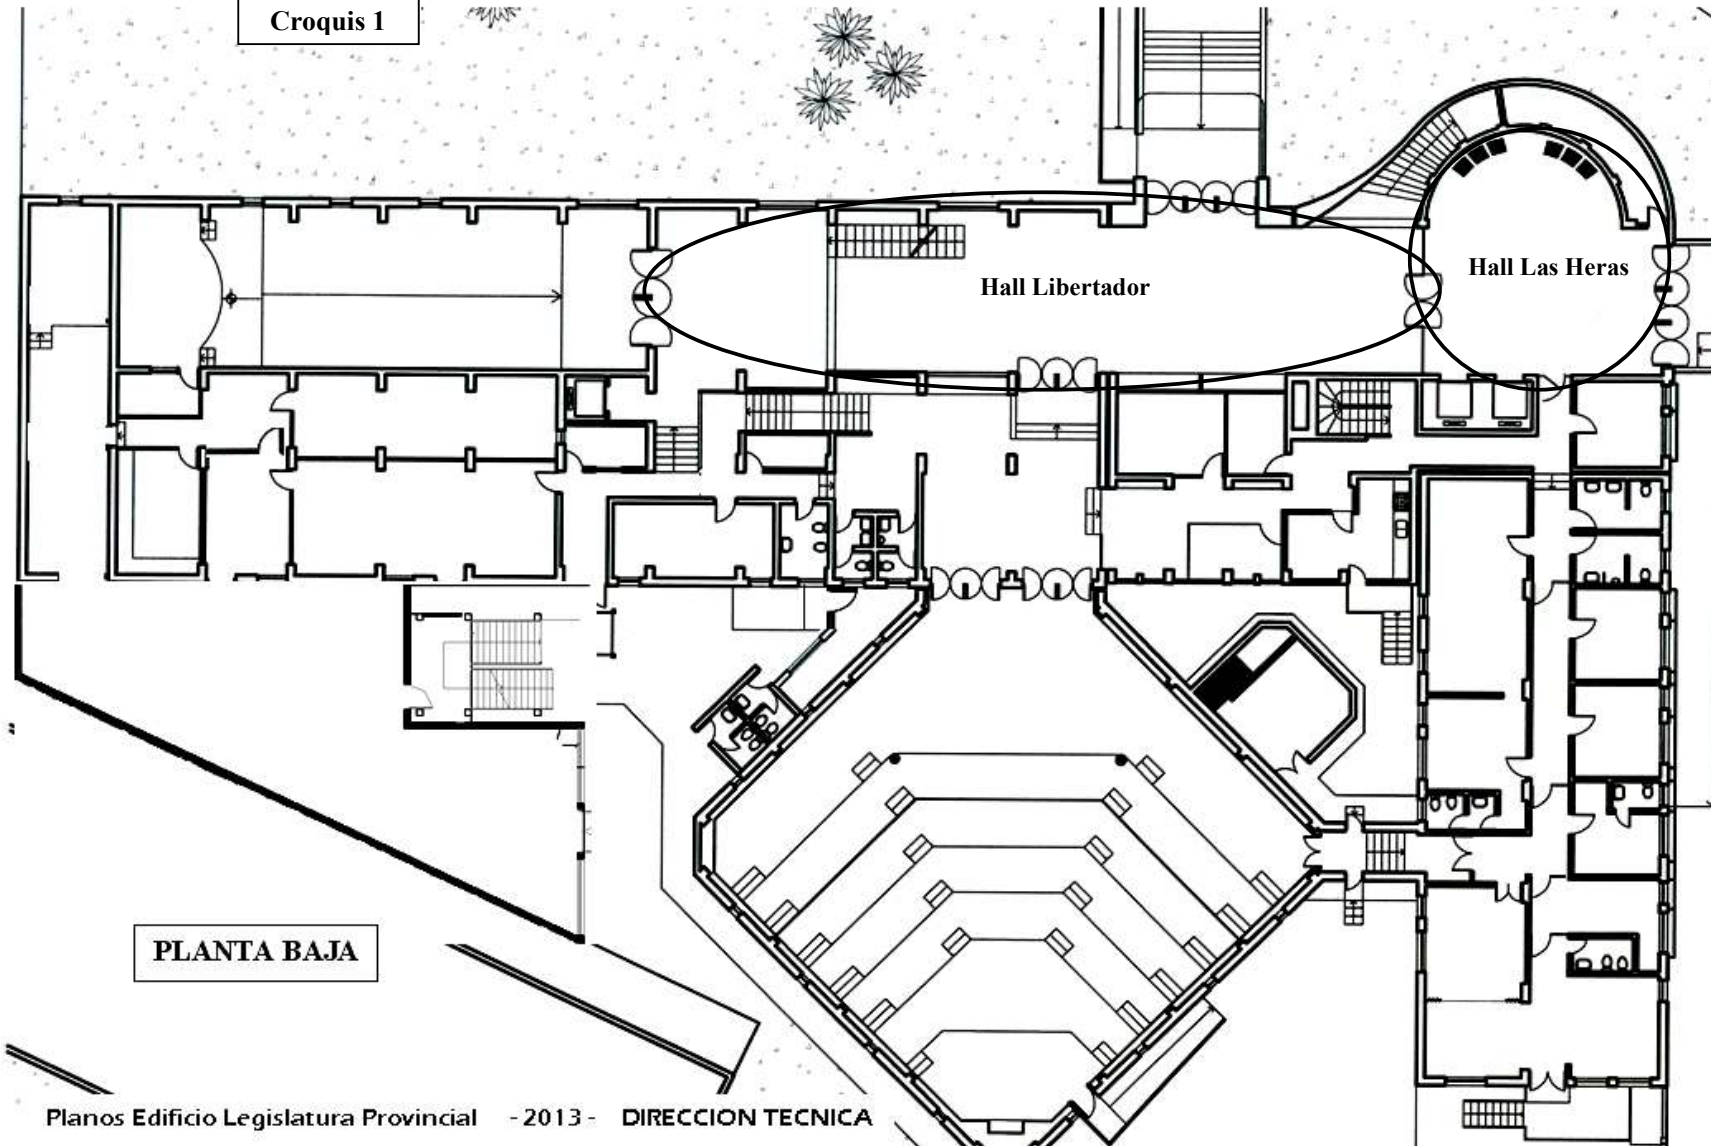 Croquis 1
Hall Libertador
Hall Las Heras
PLANTA BAJA
Planos Edificio Legislatura Provincial - 2013 - DIRECCION TECNICA